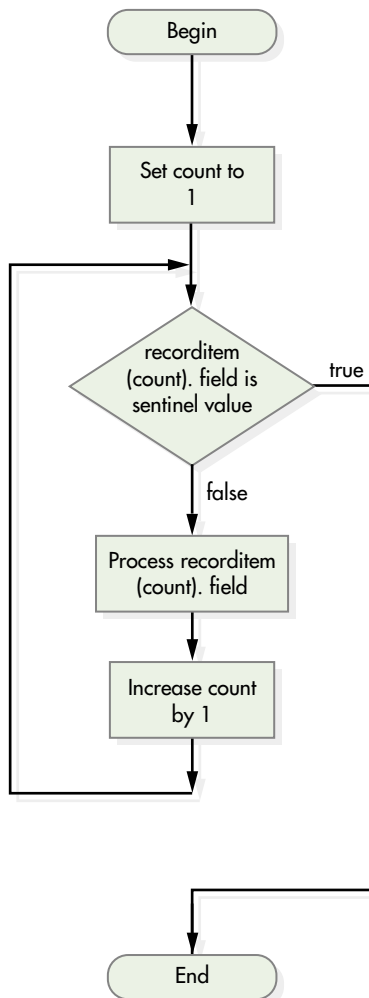 Begin
Set count to
1
recorditem
(count). field is
sentinel value
true
false
Process recorditem
(count). field
Increase count
by 1
End